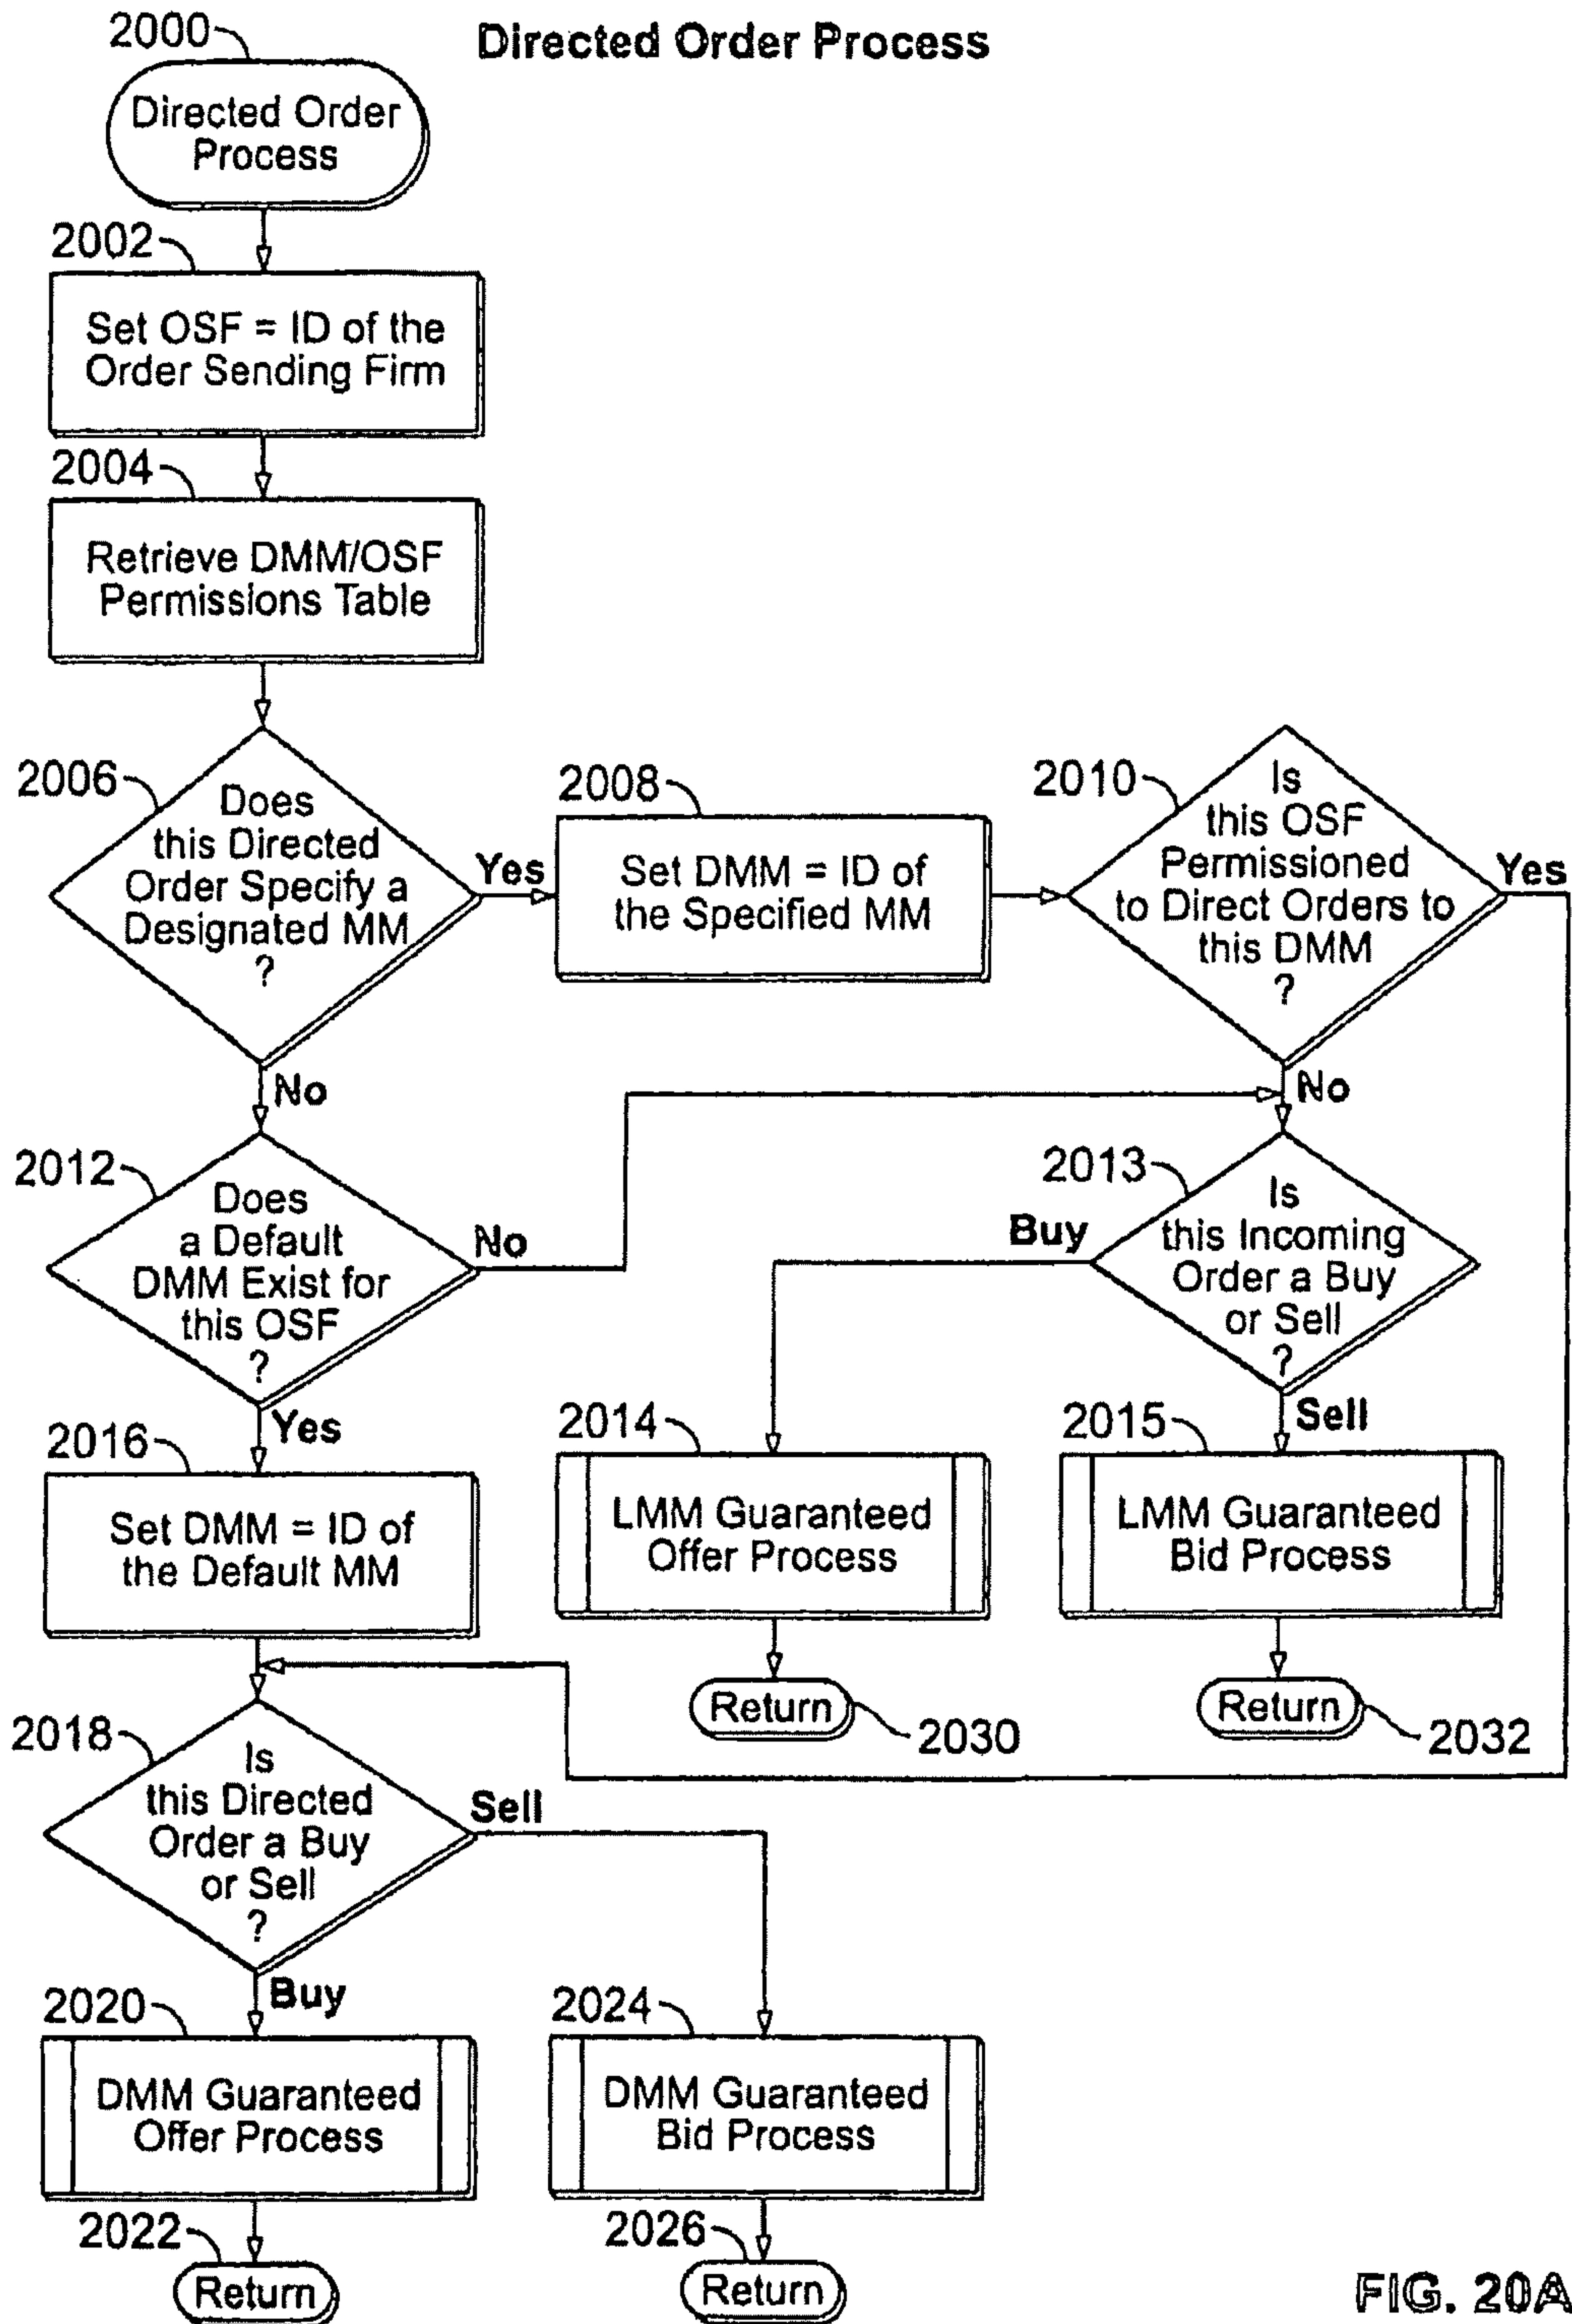 2000
Directed Order Process
Directed Order
Process
2002
Set OSF = ID of the
Order Sending Firm
2004
Retrieve DMM/OSF
Permissions Table
2006
Does
this Directed
Order Specify a
Designated MM
?
Yes
2008
Set DMM = ID of
the Specified MM
2010
Is
this OSF
Permissioned
to Direct Orders to
this DMM
?
Yes
No
No
2012
Does
a Default
DMM Exist for
this OSF
?
No
2013
Is
this Incoming
Order a Buy
or Sell
?
Buy
Sell
Yes
2016
Set DMM = ID of
the Default MM
2014
LMM Guaranteed
Offer Process
2015
LMM Guaranteed
Bid Process
Return
2030
Return
2032
2018
Is
this Directed
Order a Buy
or Sell
?
Sell
Buy
2020
DMM Guaranteed
Offer Process
2024
DMM Guaranteed
Bid Process
2022
Return
2026
Return
FIG. 20A